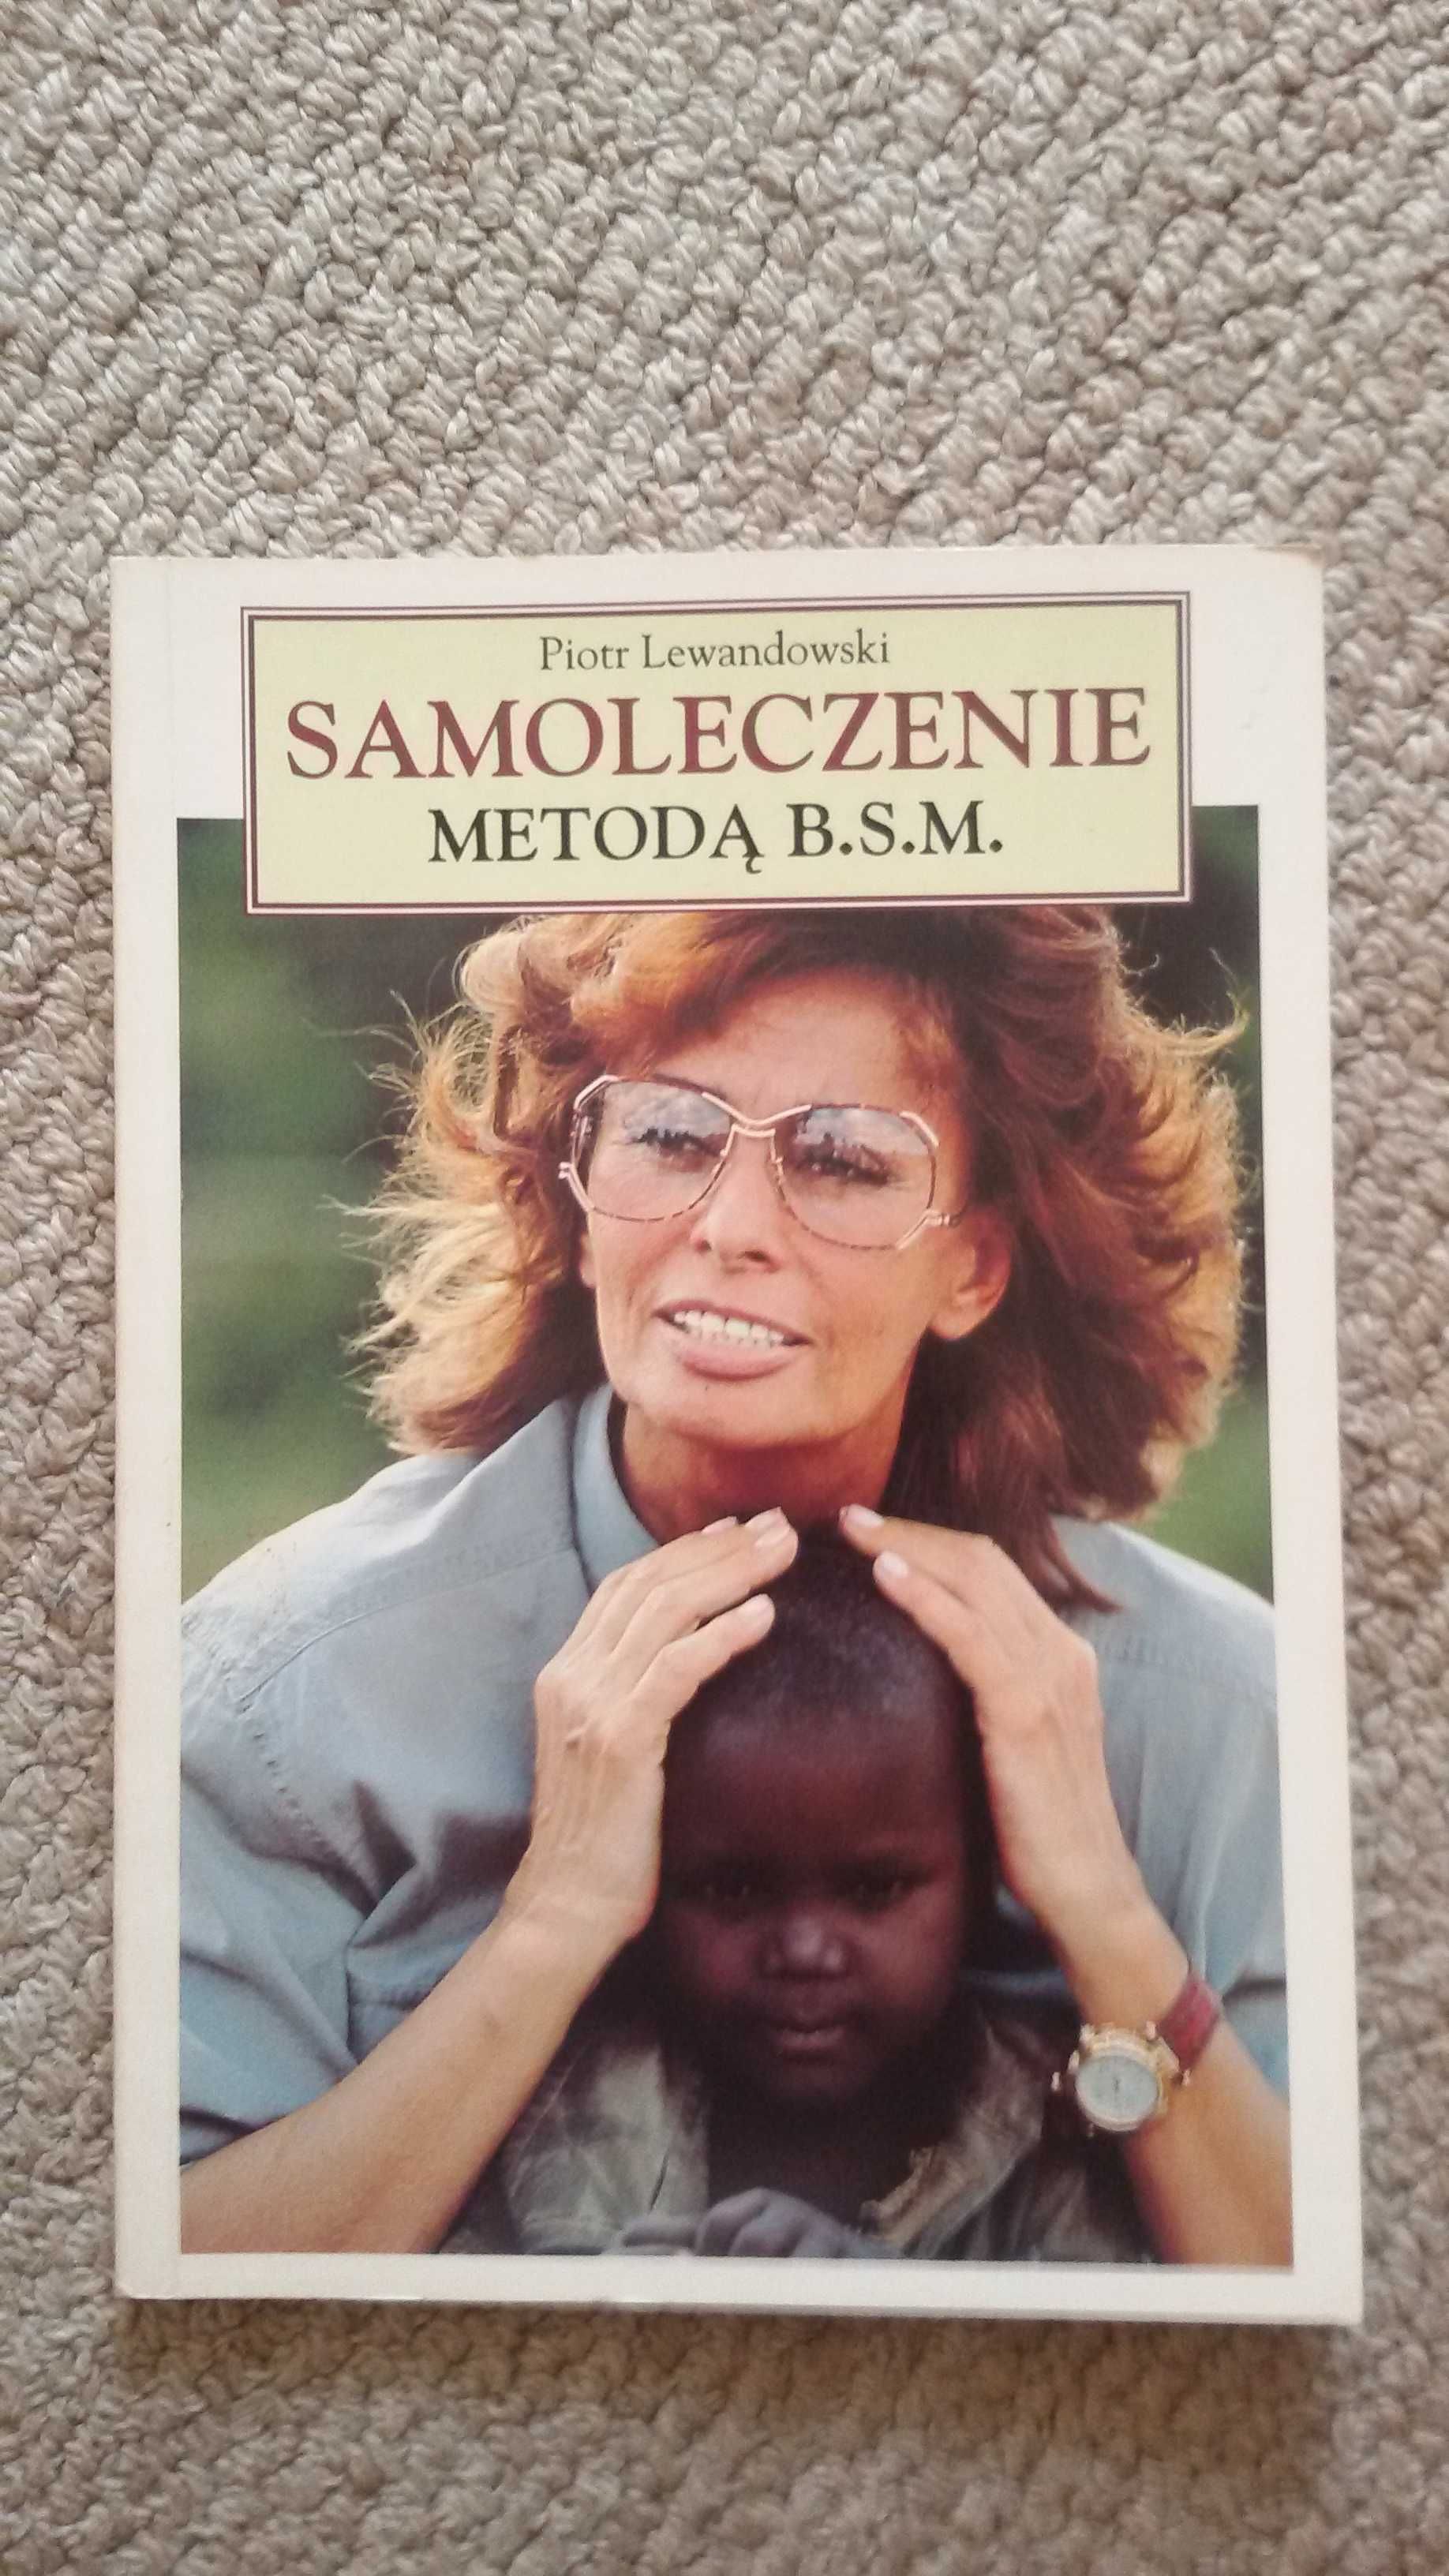 Piotr Lewandowski
SAMOLECZENIE
METODĄ B.S.M.